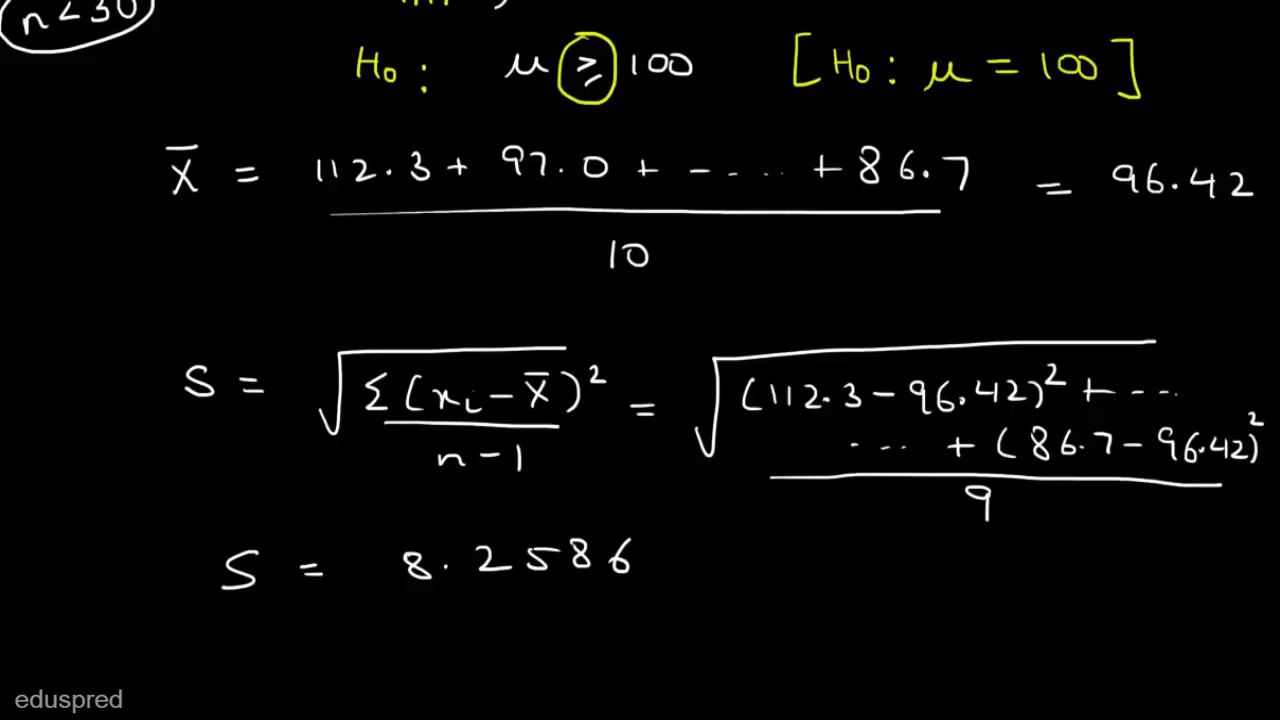 n < 30
H₀ : μ ≥ 100 [H₀ : μ = 100]
X̄ = 112.3 + 97.0 + - ... + 86.7 / 10 = 96.42
S = √(Σ(xᵢ - X̄)² / n - 1) = √((112.3 - 96.42)² + ... ... + (86.7 - 96.42)² / 9)
S = 8.2586
eduspred